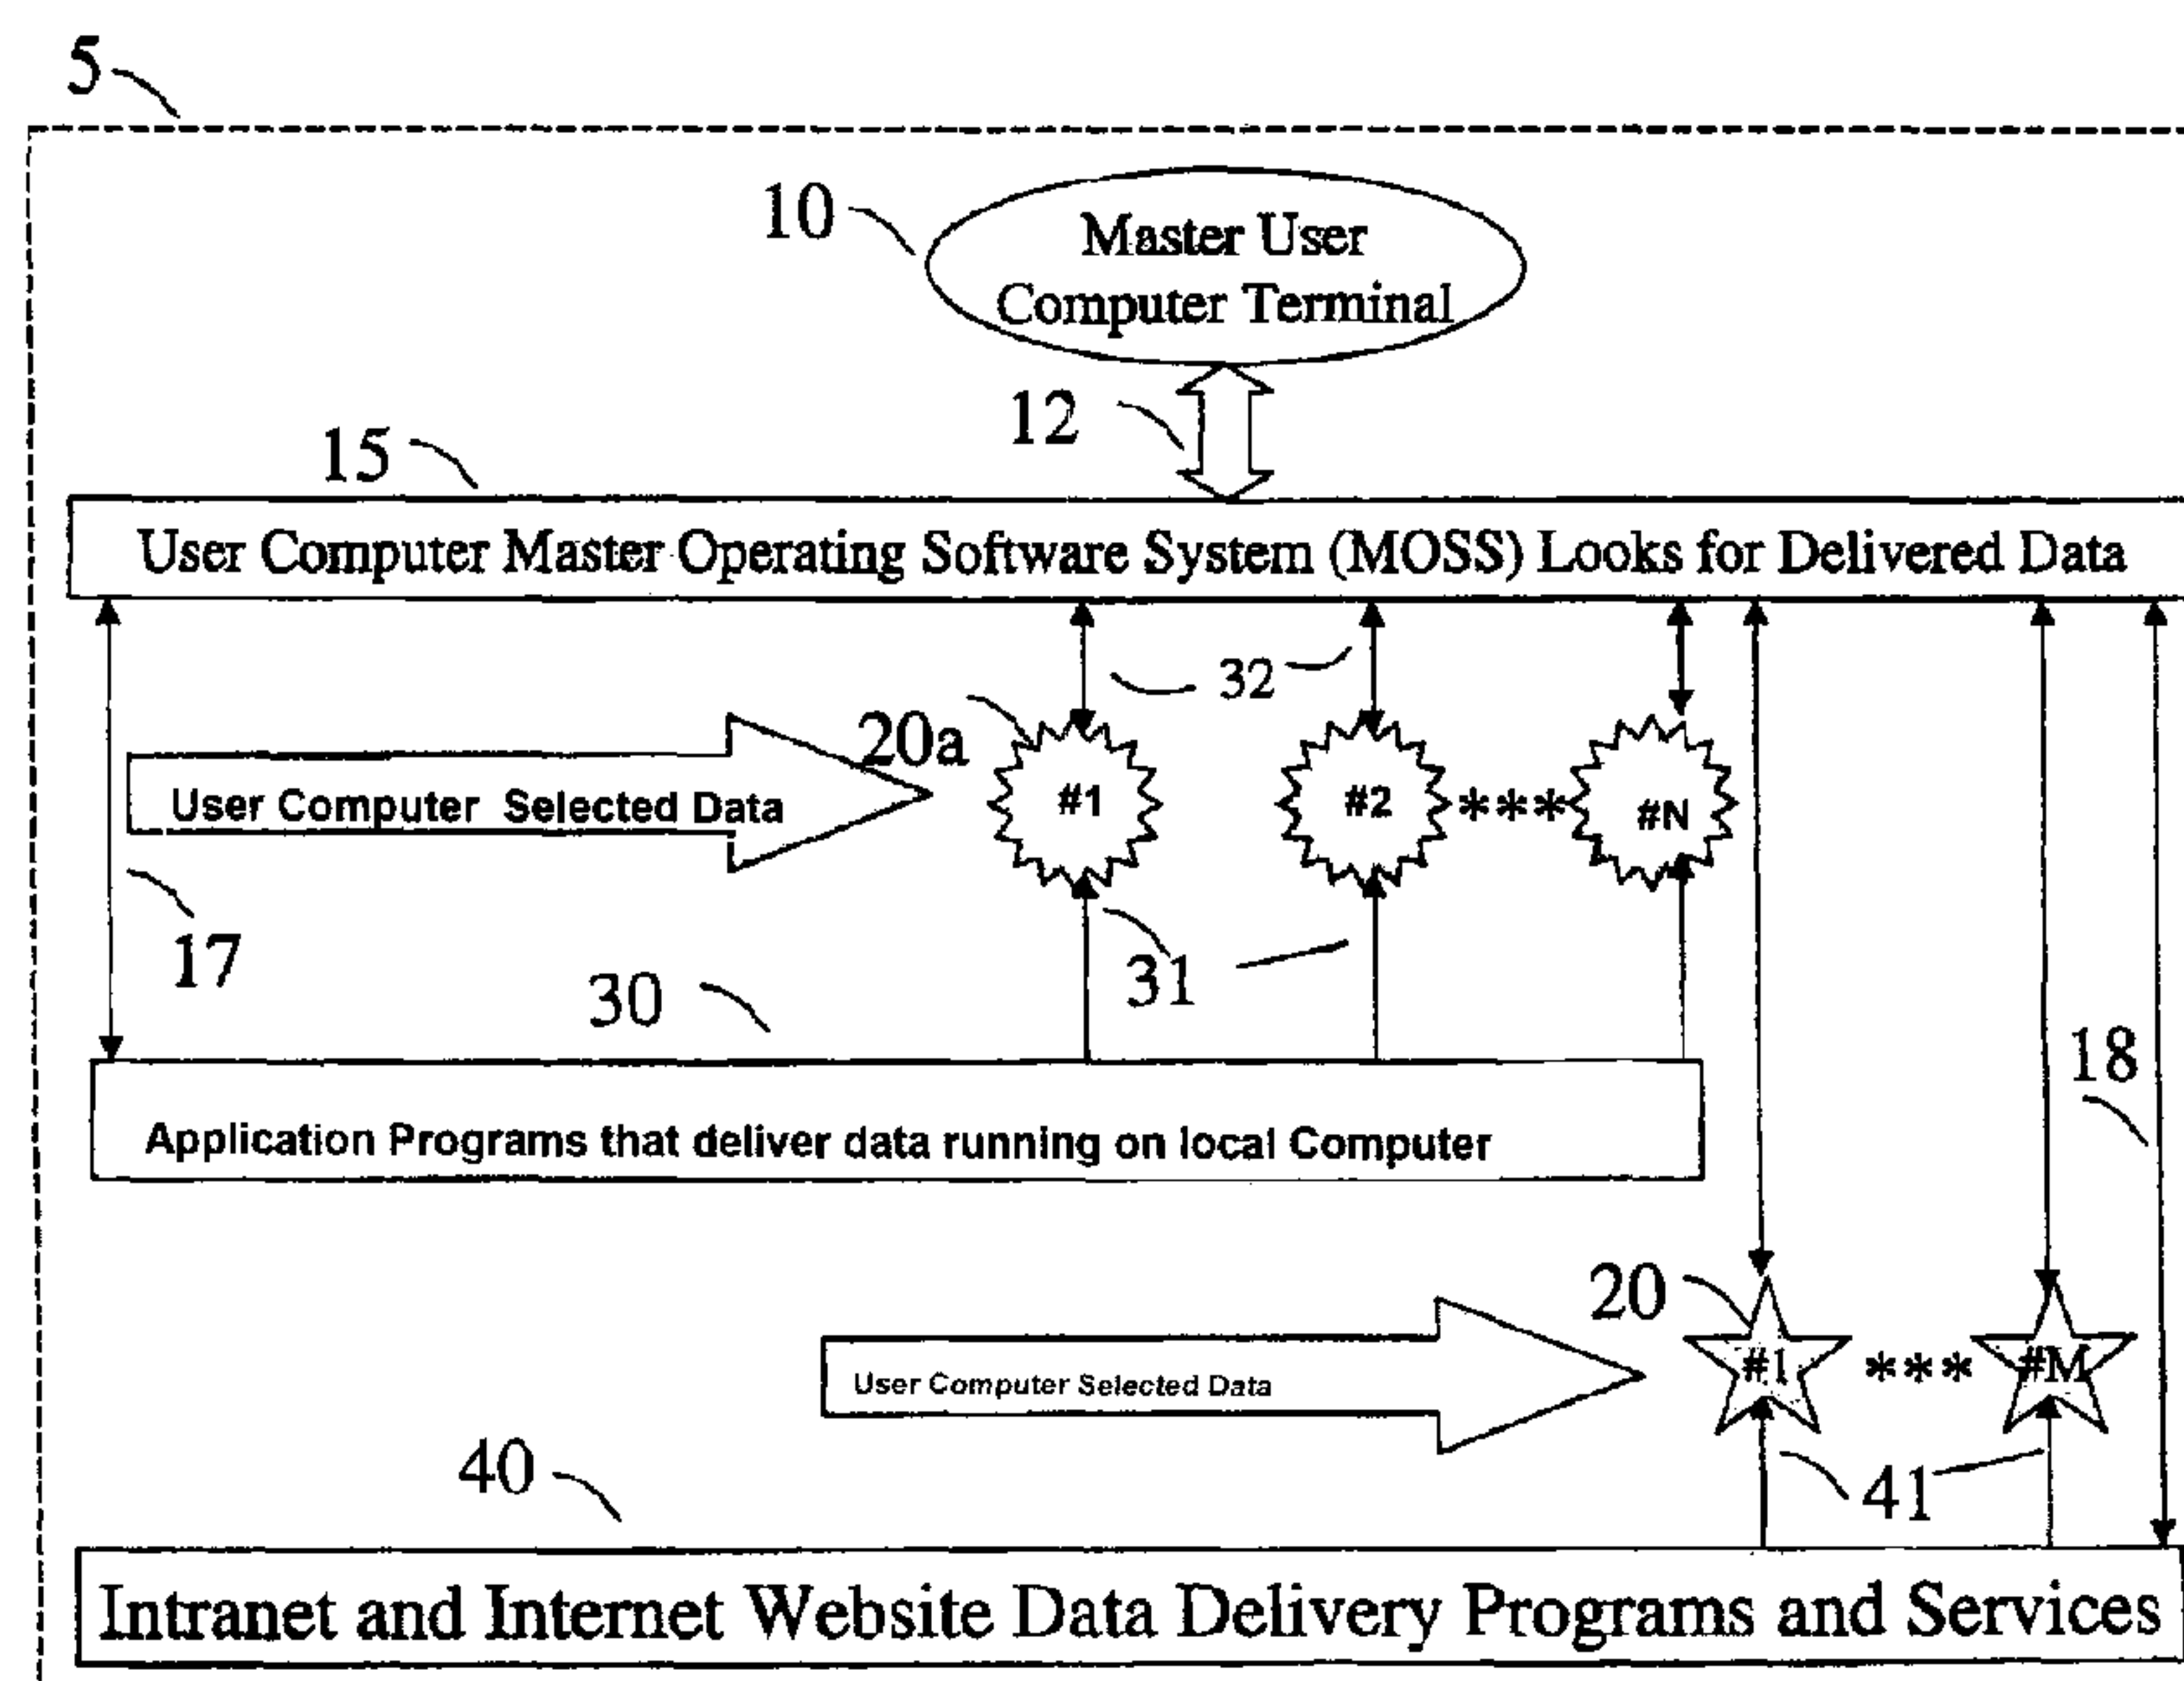 5
10
Master User
Computer Terminal
12
15
User Computer Master Operating Software System (MOSS) Looks for Delivered Data
32
20a
User Computer Selected Data
#1
#2
***
#N
17
31
30
18
Application Programs that deliver data running on local Computer
20
User Computer Selected Data
#1
***
#M
40
41
Intranet and Internet Website Data Delivery Programs and Services